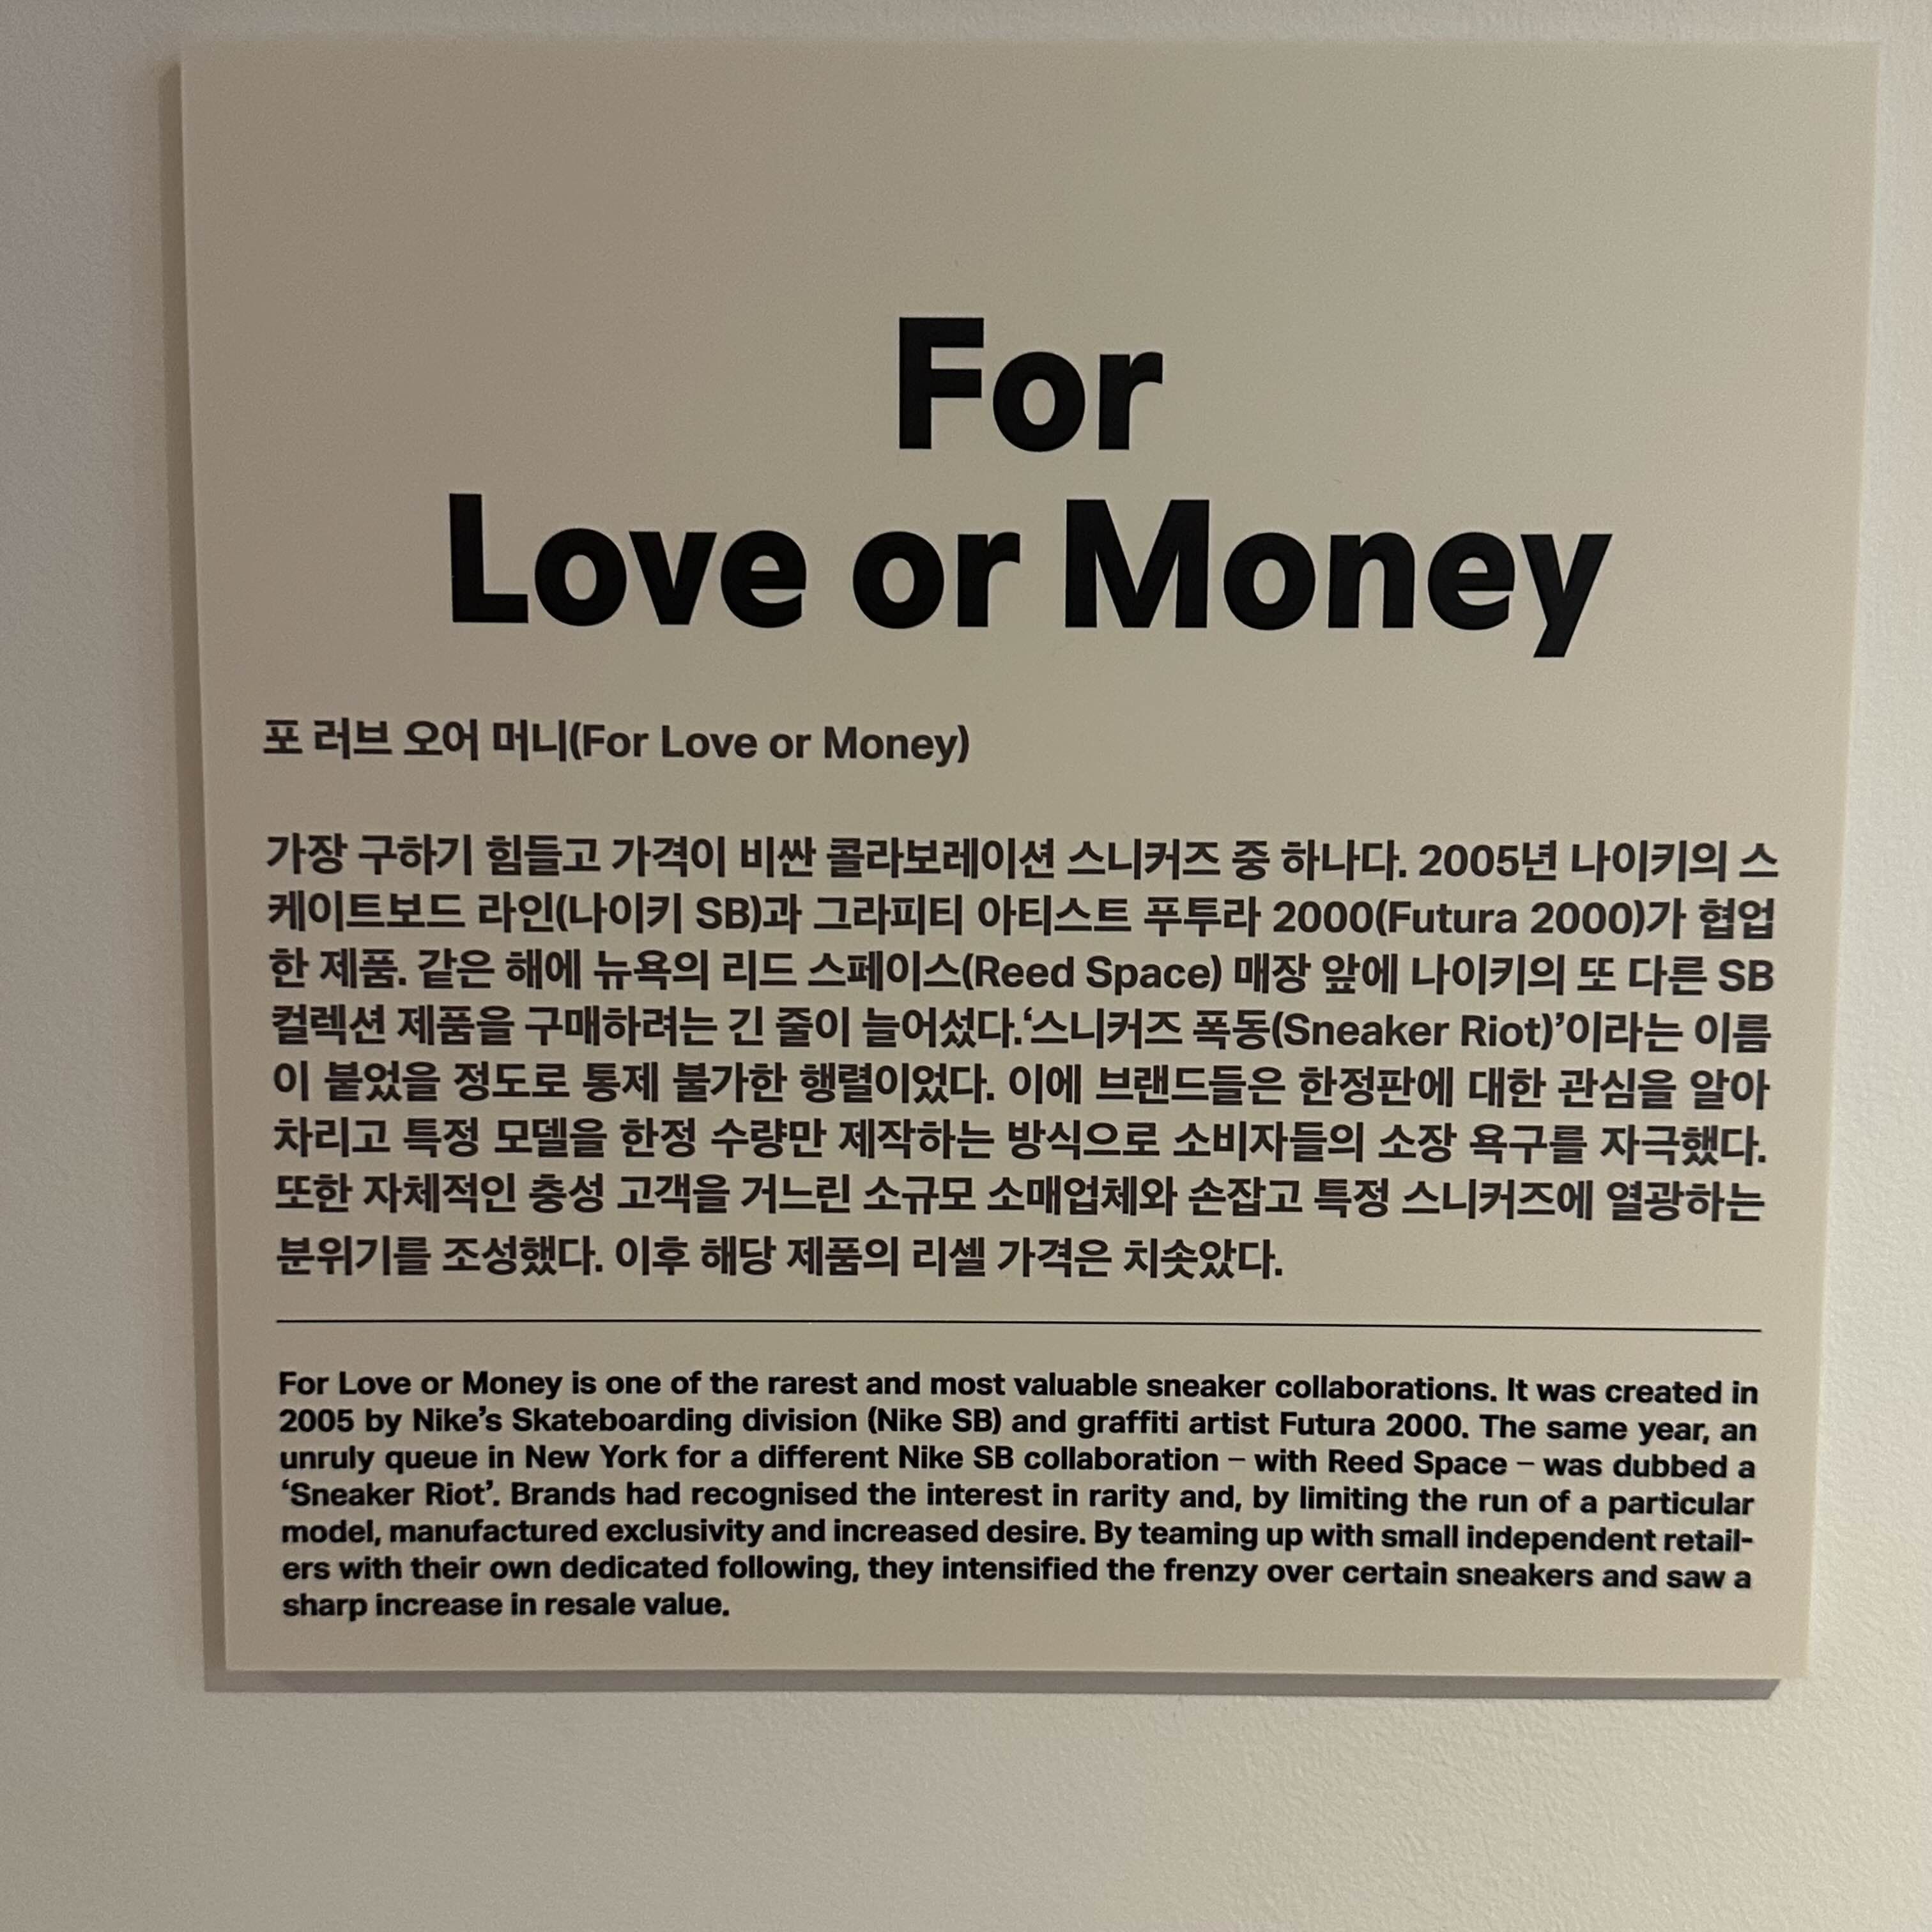 For
Love or Money
포 러브 오어 머니(For Love or Money)
가장 구하기 힘들고 가격이 비싼 콜라보레이션 스니커즈 중 하나다. 2005년 나이키의 스
케이트보드 라인(나이키 SB)과 그라피티 아티스트 푸투라 2000(Futura 2000)가 협업
한 제품. 같은 해에 뉴욕의 리드 스페이스(Reed Space) 매장 앞에 나이키의 또 다른 SB
컬렉션 제품을 구매하려는 긴 줄이 늘어섰다.‘스니커즈 폭동(Sneaker Riot)’이라는 이름
이 붙었을 정도로 통제 불가한 행렬이었다. 이에 브랜드들은 한정판에 대한 관심을 알아
차리고 특정 모델을 한정 수량만 제작하는 방식으로 소비자들의 소장 욕구를 자극했다.
또한 자체적인 충성 고객을 거느린 소규모 소매업체와 손잡고 특정 스니커즈에 열광하는
분위기를 조성했다. 이후 해당 제품의 리셀 가격은 치솟았다.
For Love or Money is one of the rarest and most valuable sneaker collaborations. It was created in
2005 by Nike’s Skateboarding division (Nike SB) and graffiti artist Futura 2000. The same year, an
unruly queue in New York for a different Nike SB collaboration – with Reed Space – was dubbed a
‘Sneaker Riot’. Brands had recognised the interest in rarity and, by limiting the run of a particular
model, manufactured exclusivity and increased desire. By teaming up with small independent retail-
ers with their own dedicated following, they intensified the frenzy over certain sneakers and saw a
sharp increase in resale value.